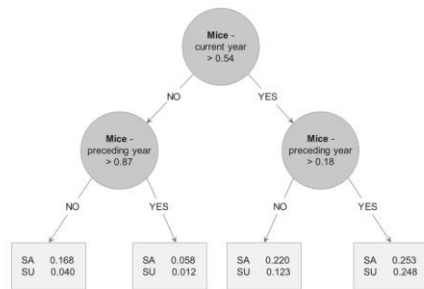 Mice -
current year
> 0.54
NO
YES
Mice -
preceding year
> 0.87
Mice -
preceding year
> 0.18
NO
YES
NO
YES
SA 0.168
SU 0.040
SA 0.058
SU 0.012
SA 0.220
SU 0.123
SA 0.253
SU 0.248